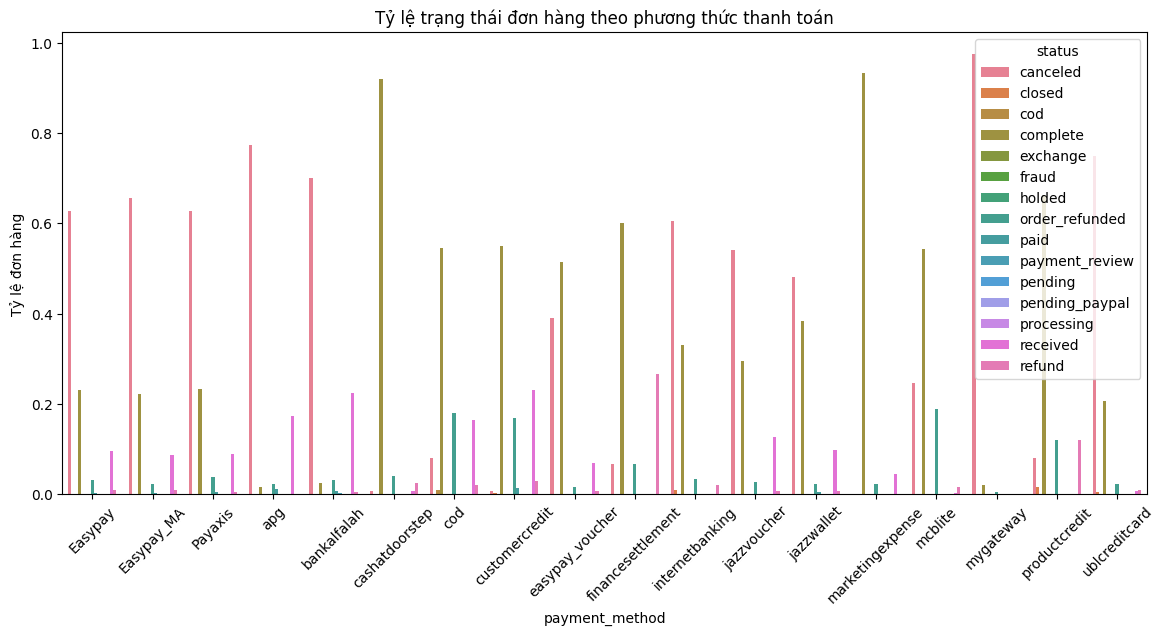 Tỷ lệ trạng thái đơn hàng theo phương thức thanh toán
Tỷ lệ đơn hàng
1.0
0.8
0.6
0.4
0.2
0.0
status
canceled
closed
cod
complete
exchange
fraud
holded
order_refunded
paid
payment_review
pending
pending_paypal
processing
received
refund
Easypay
Easypay_MA
Payaxis
apg
bankalfalah
cashatdoorstep
cod
customercredit
easypay_voucher
financesettlement
internetbanking
jazzvoucher
jazzwallet
marketingexpense
mcblite
mygateway
productcredit
ublcreditcard
payment_method